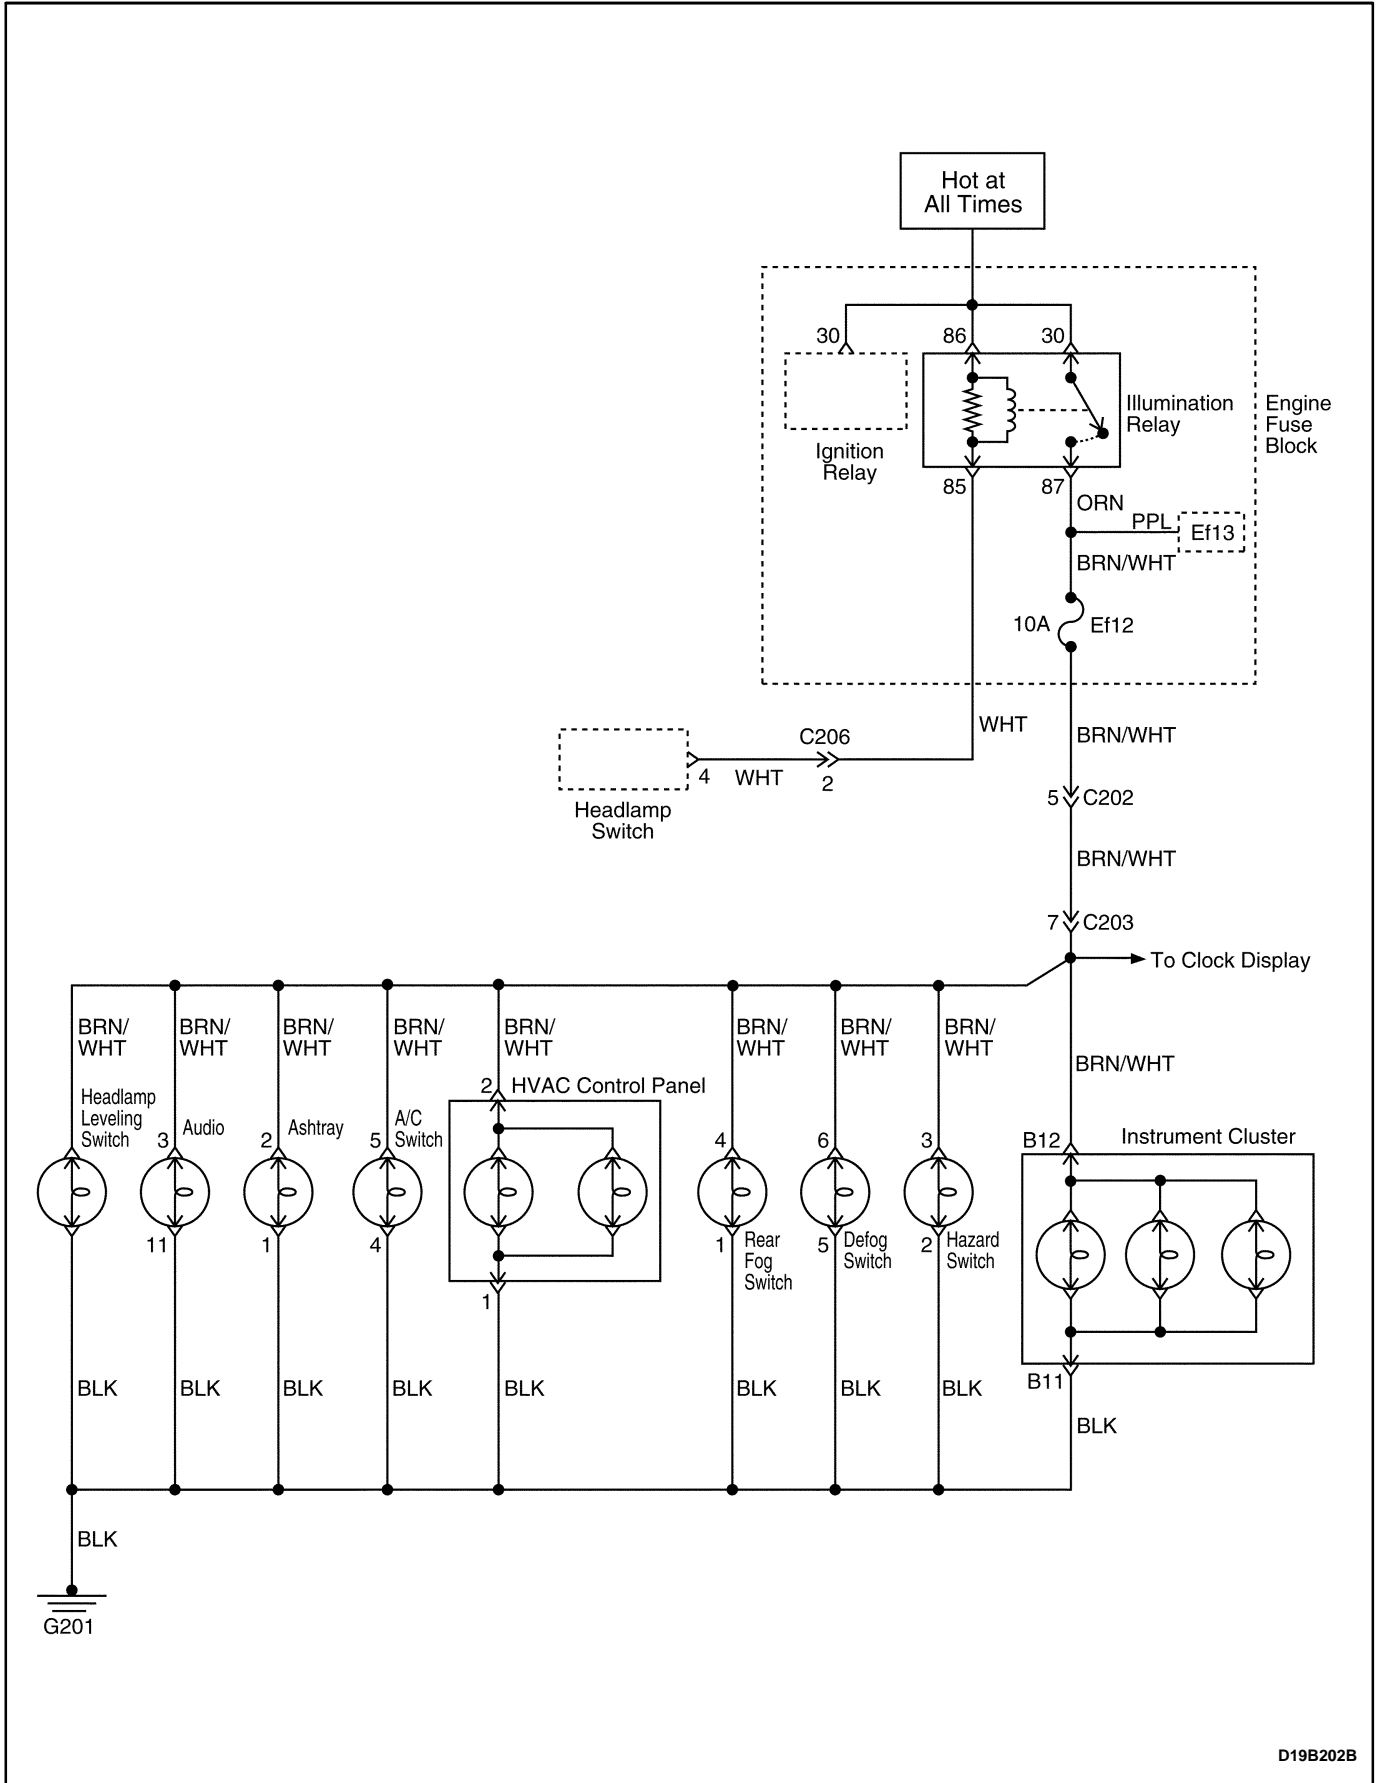 Hot at
All Times
30
86
30
Illumination
Relay
Engine
Fuse
Block
Ignition
Relay
85
87
ORN
PPL
Ef13
BRN/WHT
10A
Ef12
WHT
BRN/WHT
C206
4
WHT
2
Headlamp
Switch
5
C202
BRN/WHT
7
C203
To Clock Display
BRN/
WHT
BRN/
WHT
BRN/
WHT
BRN/
WHT
BRN/
WHT
BRN/
WHT
BRN/
WHT
BRN/
WHT
BRN/WHT
Headlamp
Leveling
Switch
3
Audio
2
Ashtray
5
A/C
Switch
2
HVAC Control Panel
4
6
3
B12
Instrument Cluster
11
1
4
1
1
Rear
Fog
Switch
5
Defog
Switch
2
Hazard
Switch
B11
BLK
BLK
BLK
BLK
BLK
BLK
BLK
BLK
BLK
BLK
G201
D19B202B